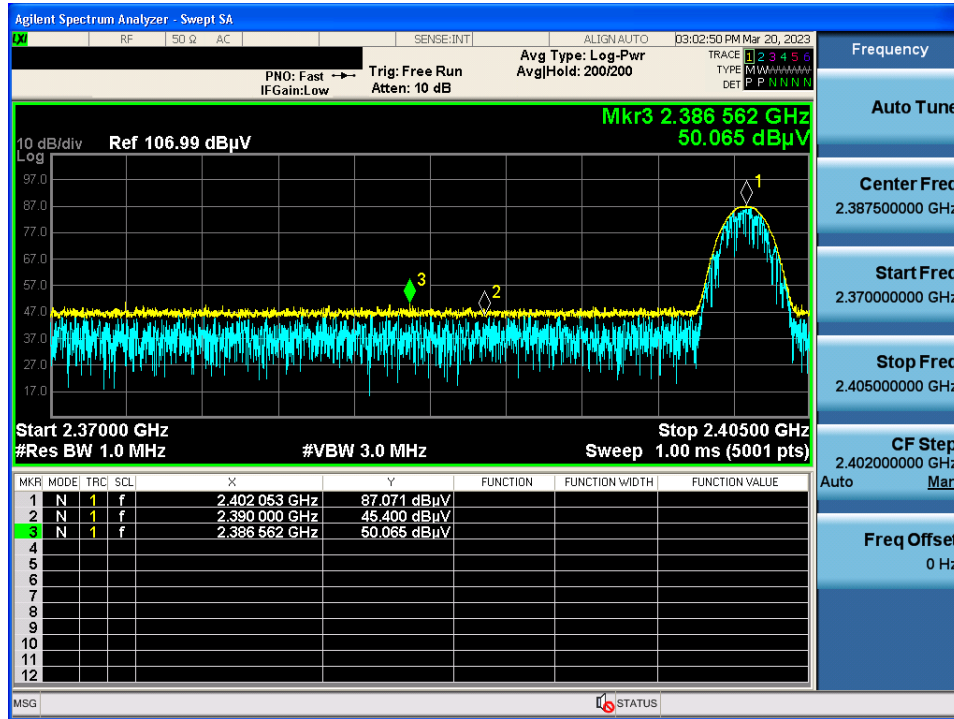 Agilent Spectrum Analyzer - Swept SA
LXI RF 50 Ω AC SENSE:INT ALIGN AUTO 03:02:50 PM Mar 20, 2023
PNO: Fast Trig: Free Run Avg Type: Log-Pwr TRACE 1 2 3 4 5 6
IFGain:Low Atten: 10 dB Avg|Hold: 200/200 TYPE M W W W W W
DET P P N N N N
Mkr3 2.386 562 GHz
50.065 dBµV
10 dB/div Ref 106.99 dBµV
Log
97.0
87.0
77.0
67.0
57.0
47.0
37.0
27.0
17.0
1
2
3
Start 2.37000 GHz Stop 2.40500 GHz
#Res BW 1.0 MHz #VBW 3.0 MHz Sweep 1.00 ms (5001 pts)
MKR MODE TRC SCL X Y FUNCTION FUNCTION WIDTH FUNCTION VALUE
1 N 1 f 2.402 053 GHz 87.071 dBµV
2 N 1 f 2.390 000 GHz 45.400 dBµV
3 N 1 f 2.386 562 GHz 50.065 dBµV
4
5
6
7
8
9
10
11
12
MSG STATUS
Frequency
Auto Tune
Center Freq
2.387500000 GHz
Start Freq
2.370000000 GHz
Stop Freq
2.405000000 GHz
CF Step
2.402000000 GHz
Auto Man
Freq Offset
0 Hz